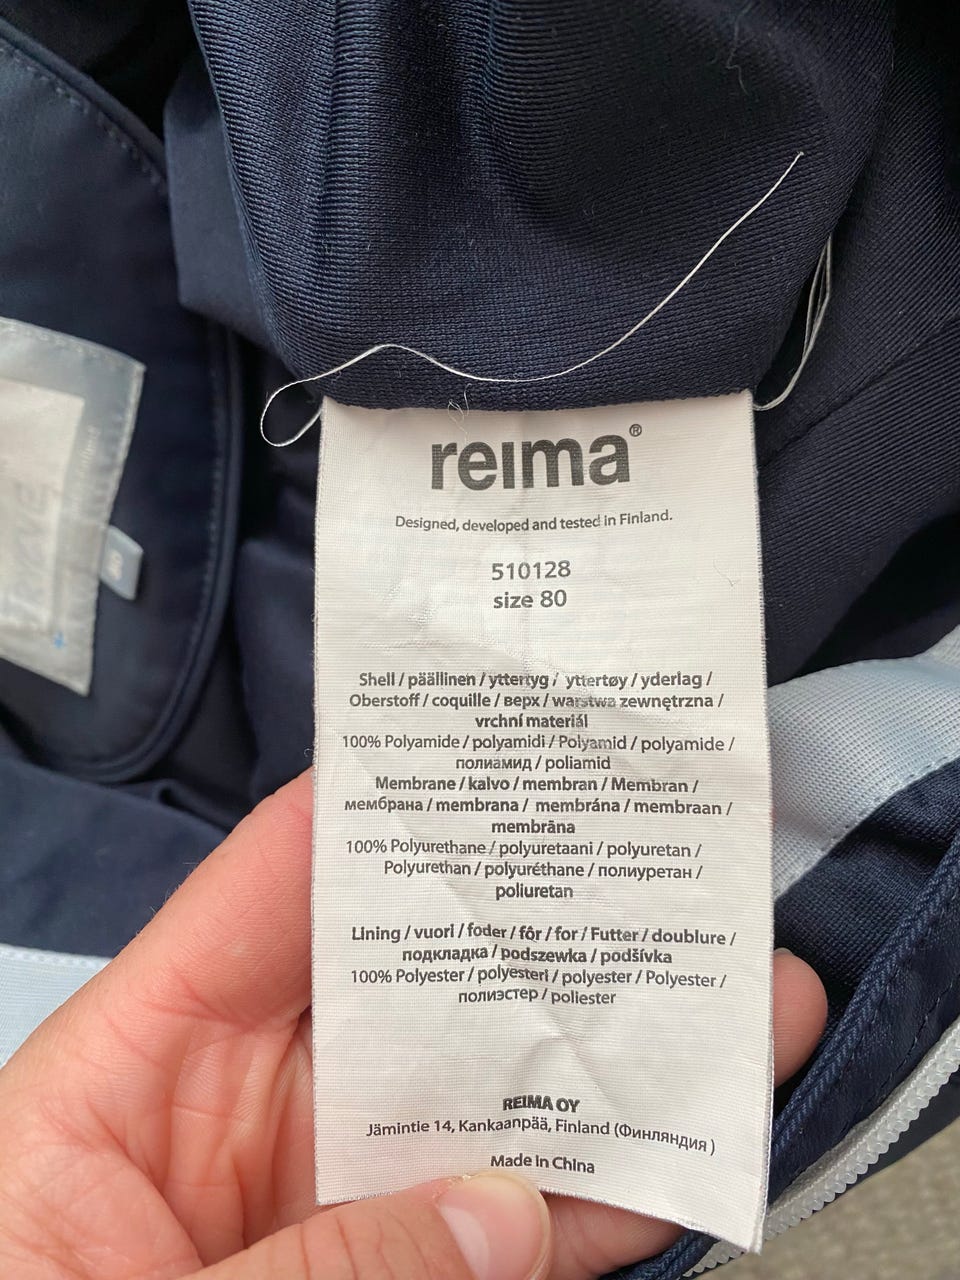 reima®
Designed, developed and tested in Finland.
510128
size 80
Shell / päällinen / yttertyg / yttertøy / yderlag /
Oberstoff / coquille / верх / warstwa zewnętrzna /
vrchní materiál
100% Polyamide / polyamidi / Polyamid / polyamide /
полиамид / poliamid
Membrane / kalvo / membran / Membran /
мембрана / membrana / membrána / membraan /
membrāna
100% Polyurethane / polyuretaani / polyuretan /
Polyurethan / polyuréthane / полиуретан /
poliuretan
Lining / vuori / foder / fôr / for / Futter / doublure /
подкладка / podszewka / podšívka
100% Polyester / polyesteri / polyester / Polyester /
полиэстер / poliester
REIMA OY
Jämintie 14, Kankaanpää, Finland (Финляндия)
Made in China
80